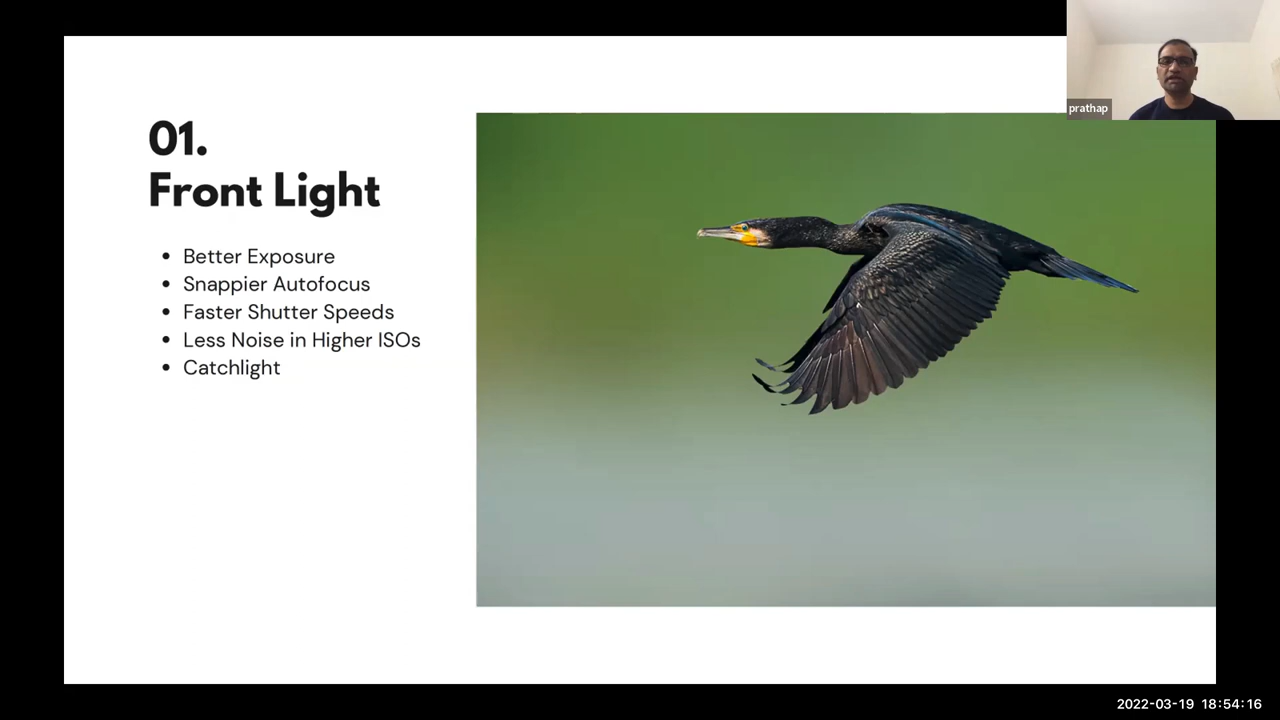 prathap
01.
Front Light
• Better Exposure
• Snappier Autofocus
• Faster Shutter Speeds
• Less Noise in Higher ISOs
• Catchlight
2022-03-19 18:54:16